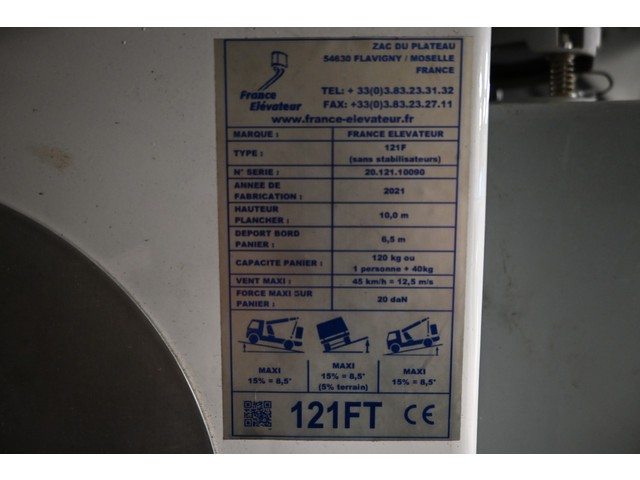 ZAC DU PLATEAU
54630 FLAVIGNY / MOSELLE
FRANCE
France
Elévateur
TEL: + 33(0)3.83.23.31.32
FAX: +33(0)3.83.23.27.11
www.france-elevateur.fr
MARQUE : FRANCE ELEVATEUR
TYPE : 121F
(sans stabilisateurs)
N° SERIE : 20.121.10090
ANNEE DE
FABRICATION : 2021
HAUTEUR
PLANCHER : 10,0 m
DEPORT BORD
PANIER : 6,5 m
CAPACITE PANIER : 120 kg ou
1 personne + 40kg
VENT MAXI : 45 km/h = 12,5 m/s
FORCE MAXI SUR
PANIER : 20 daN
MAXI
15% = 8,5°
MAXI
15% = 8,5°
(5% terrain)
MAXI
15% = 8,5°
121FT CE